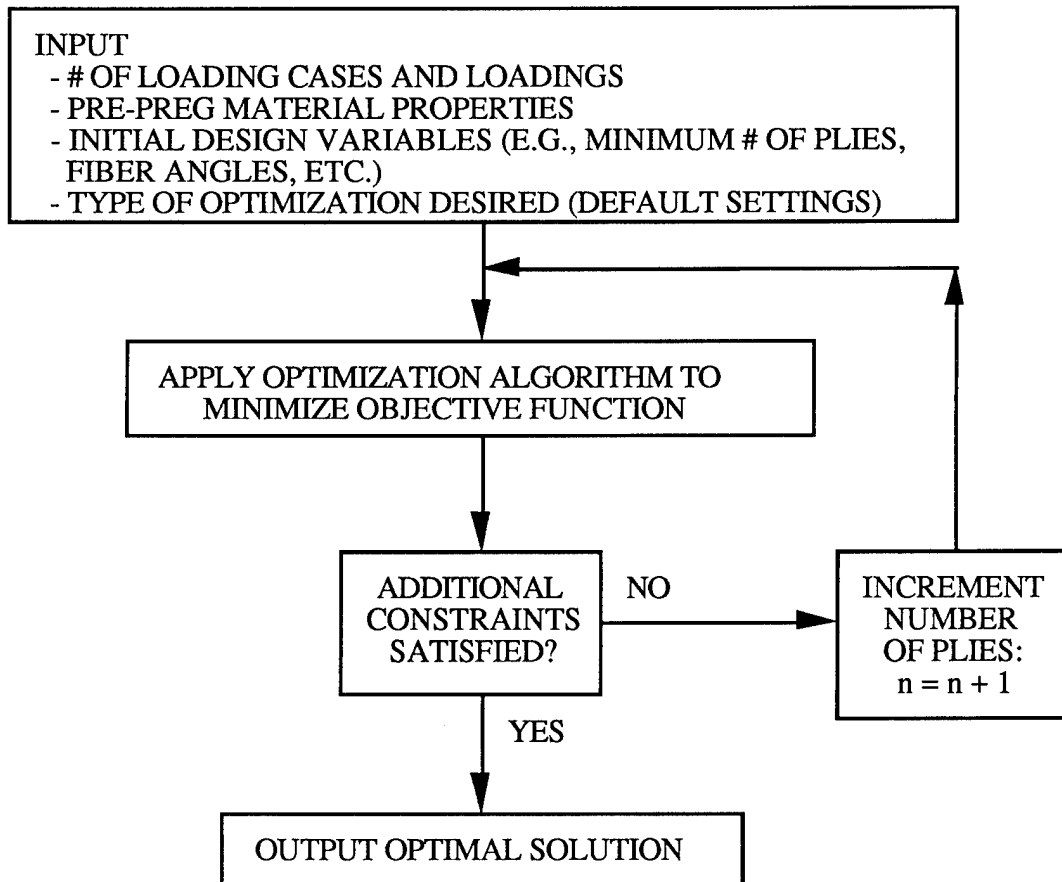 INPUT
- # OF LOADING CASES AND LOADINGS
- PRE-PREG MATERIAL PROPERTIES
- INITIAL DESIGN VARIABLES (E.G., MINIMUM # OF PLIES,
FIBER ANGLES, ETC.)
- TYPE OF OPTIMIZATION DESIRED (DEFAULT SETTINGS)
APPLY OPTIMIZATION ALGORITHM TO
MINIMIZE OBJECTIVE FUNCTION
ADDITIONAL
CONSTRAINTS
SATISFIED?
NO
INCREMENT
NUMBER
OF PLIES:
n = n + 1
YES
OUTPUT OPTIMAL SOLUTION